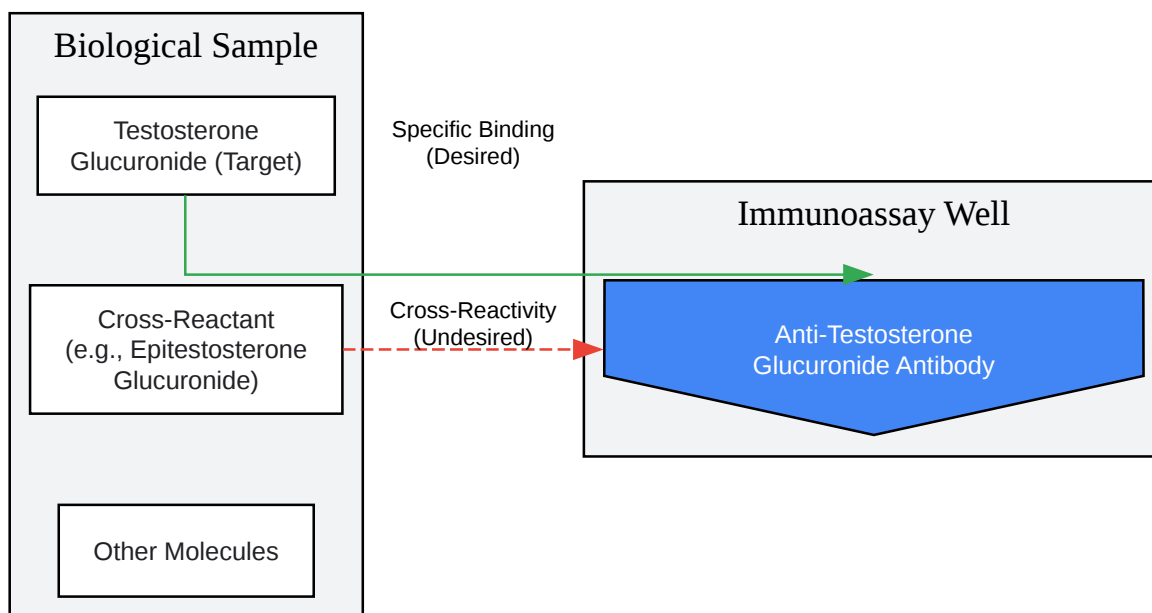 Biological Sample
Testosterone
Glucuronide (Target)
Specific Binding
(Desired)
Immunoassay Well
Cross-Reactant
(e.g., Epitestosterone
Glucuronide)
Cross-Reactivity
(Undesired)
Anti-Testosterone
Glucuronide Antibody
Other Molecules